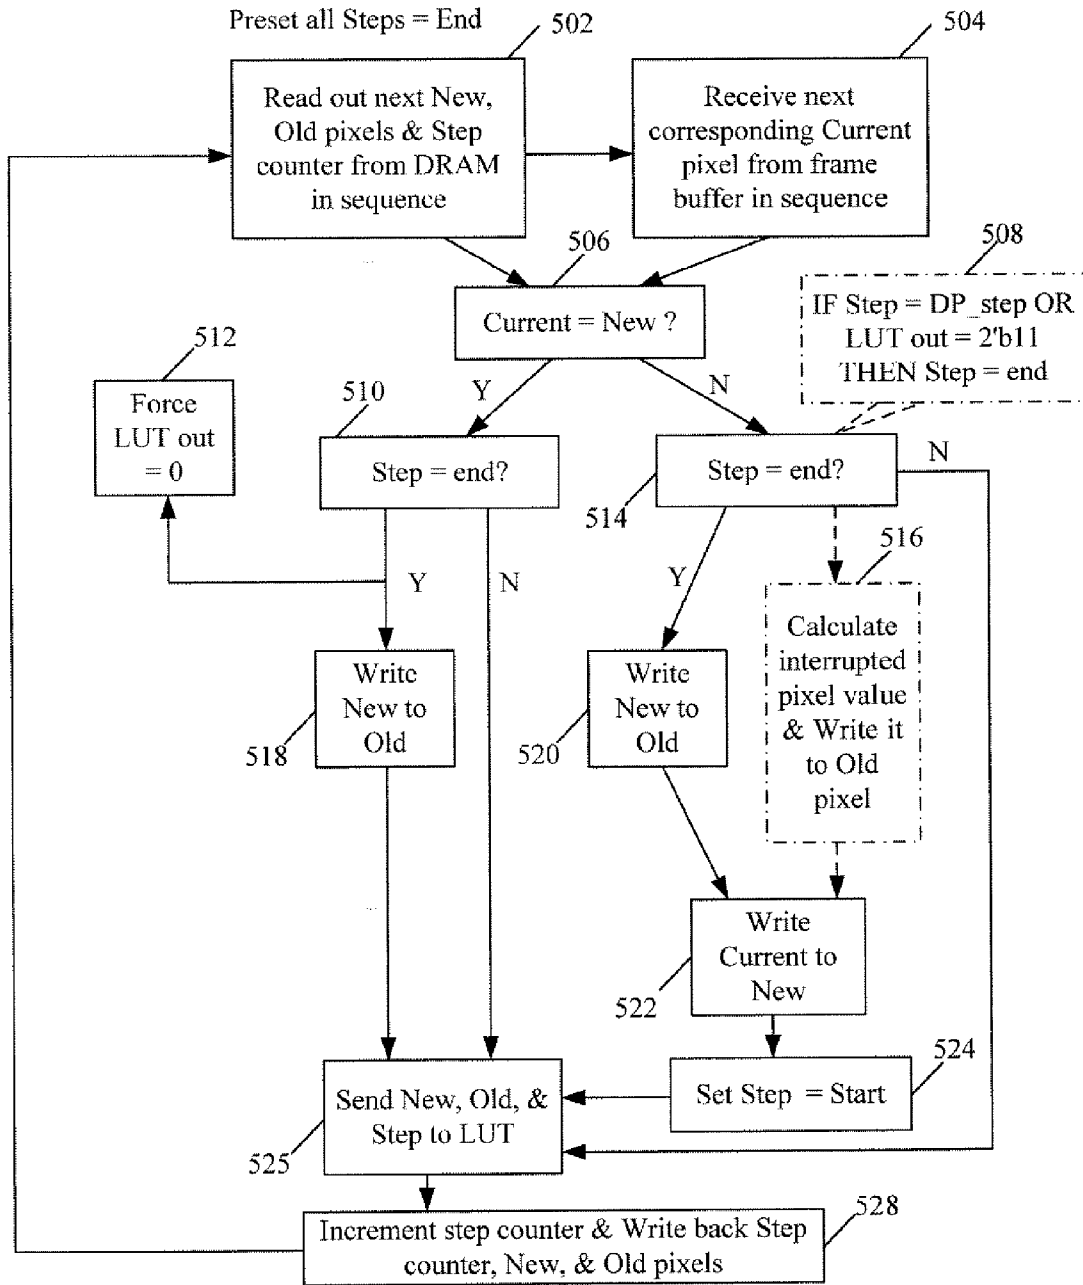 Preset all Steps = End
502
504
Read out next New,
Old pixels & Step
counter from DRAM
in sequence
Receive next
corresponding Current
pixel from frame
buffer in sequence
506
Current = New ?
508
IF Step = DP_step OR
LUT out = 2'b11
THEN Step = end
512
Force
LUT out
= 0
Y
N
510
Step = end?
514
Step = end?
N
Y
N
Y
516
Calculate
interrupted
pixel value
& Write it
to Old
pixel
518
Write
New to
Old
520
Write
New to
Old
522
Write
Current to
New
524
Set Step = Start
525
Send New, Old, &
Step to LUT
528
Increment step counter & Write back Step
counter, New, & Old pixels